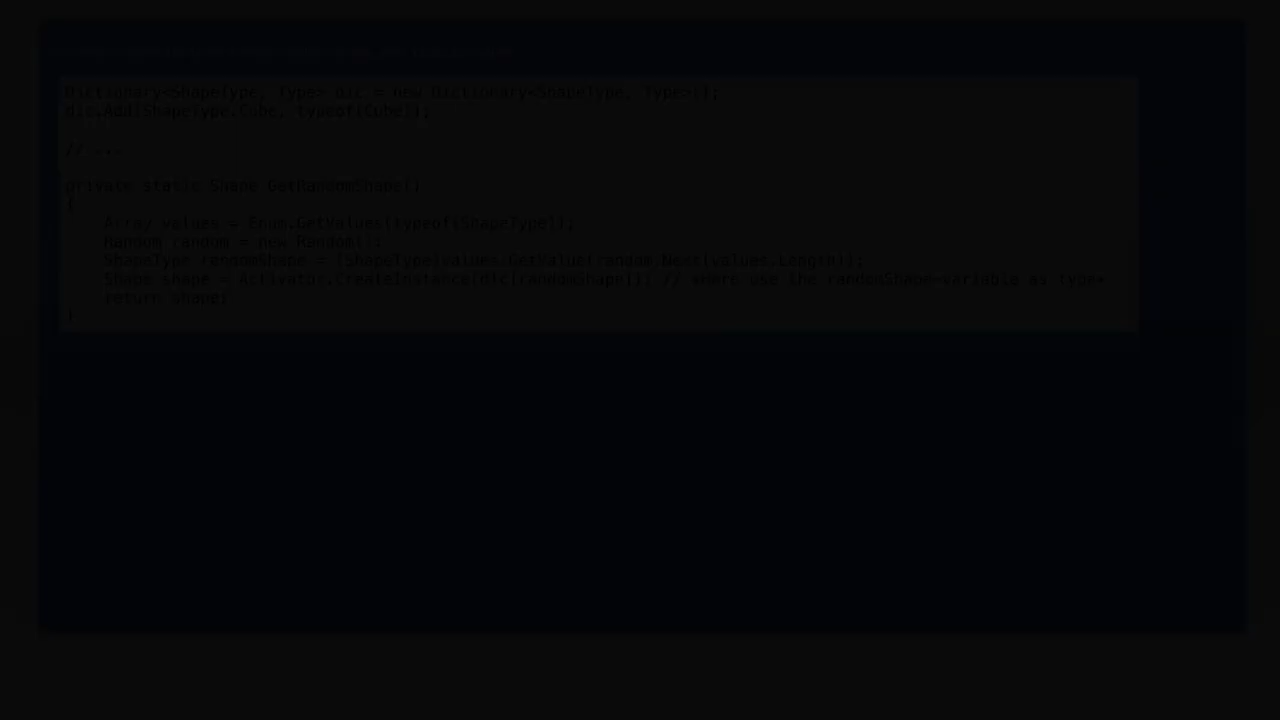 Dictionary<ShapeType, Type> dic = new Dictionary<ShapeType, Type>();
dic.Add(ShapeType.Cube, typeof(Cube));
// ...
private static Shape GetRandomShape()
{
Array values = Enum.GetValues(typeof(ShapeType));
Random random = new Random();
ShapeType randomShape = (ShapeType)values.GetValue(random.Next(values.Length));
Shape shape = Activator.CreateInstance(dic[randomShape]); // where use the randomShape-variable as type?
return shape;
}